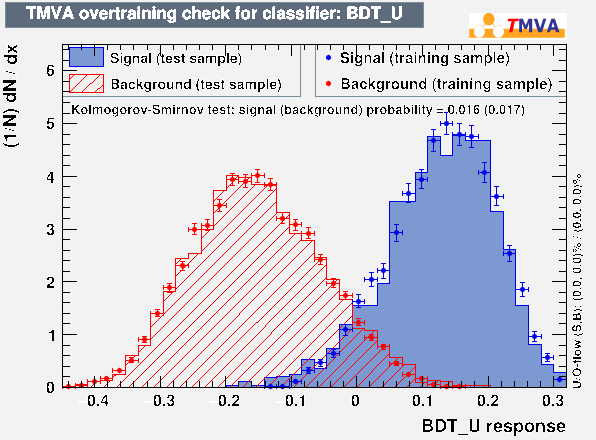 TMVA overtraining check for classifier: BDT_U
TMVA
(1/N) dN / dx
Signal (test sample)
Background (test sample)
Signal (training sample)
Background (training sample)
Kolmogorov-Smirnov test: signal (background) probability = 0.016 (0.017)
6
5
4
3
2
1
0
−0.4 −0.3 −0.2 −0.1 0 0.1 0.2 0.3
BDT_U response
U/O-flow (S,B): (0.0, 0.0)% / (0.0, 0.0)%